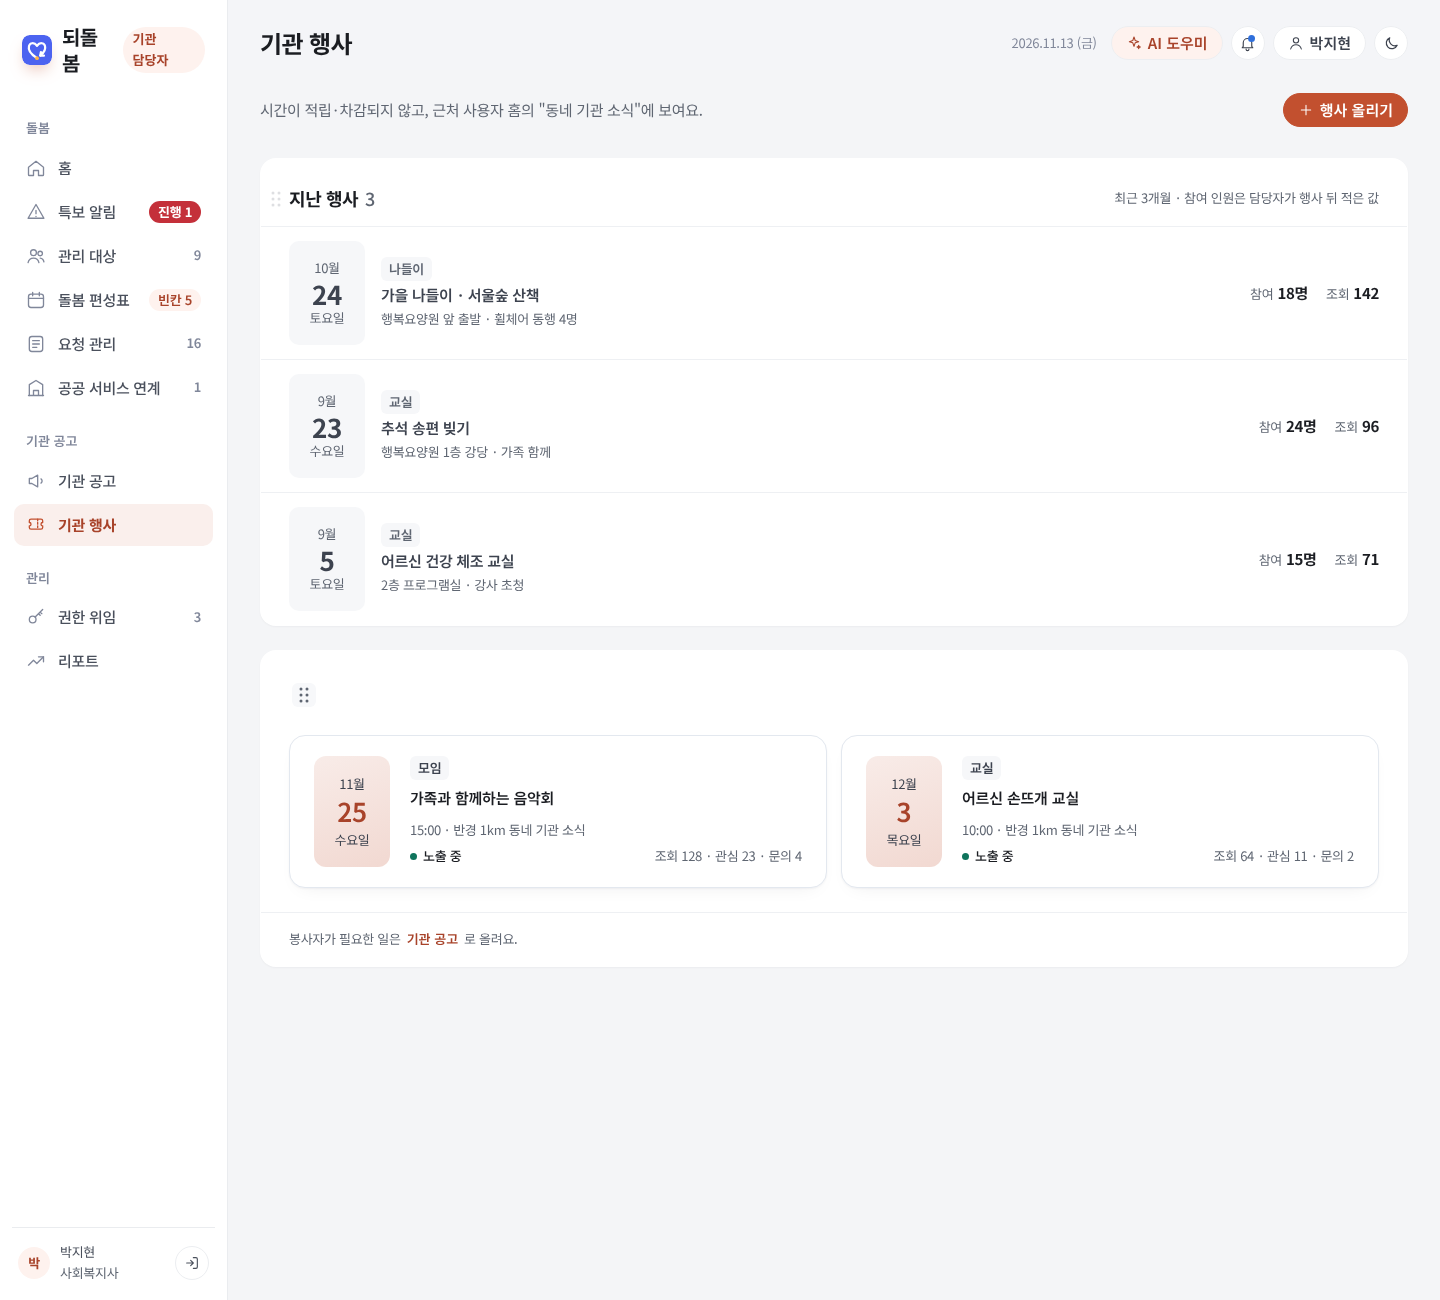 되돌봄
기관 담당자
돌봄
홈
특보 알림 진행 1
관리 대상 9
돌봄 편성표 빈칸 5
요청 관리 16
공공 서비스 연계 1
기관 공고
기관 공고
기관 행사
관리
권한 위임 3
리포트
박
박지현
사회복지사
기관 행사
2026.11.13 (금)
AI 도우미
박지현
시간이 적립·차감되지 않고, 근처 사용자 홈의 "동네 기관 소식"에 보여요.
+ 행사 올리기
지난 행사 3
최근 3개월 · 참여 인원은 담당자가 행사 뒤 적은 값
10월
24
토요일
나들이
가을 나들이 · 서울숲 산책
행복요양원 앞 출발 · 휠체어 동행 4명
참여 18명 조회 142
9월
23
수요일
교실
추석 송편 빚기
행복요양원 1층 강당 · 가족 함께
참여 24명 조회 96
9월
5
토요일
교실
어르신 건강 체조 교실
2층 프로그램실 · 강사 초청
참여 15명 조회 71
11월
25
수요일
모임
가족과 함께하는 음악회
15:00 · 반경 1km 동네 기관 소식
노출 중
조회 128 · 관심 23 · 문의 4
12월
3
목요일
교실
어르신 손뜨개 교실
10:00 · 반경 1km 동네 기관 소식
노출 중
조회 64 · 관심 11 · 문의 2
봉사자가 필요한 일은 기관 공고 로 올려요.